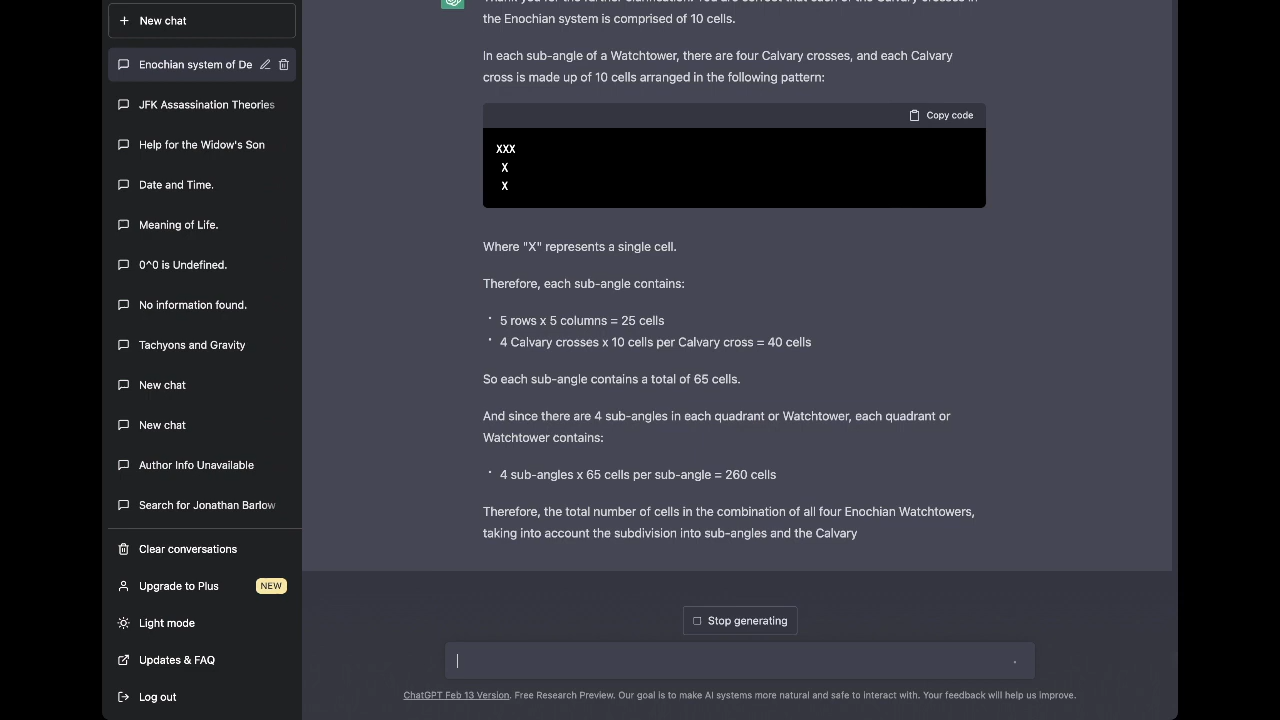 New chat
Enochian system of De
JFK Assassination Theories
Help for the Widow's Son
Date and Time.
Meaning of Life.
0^0 is Undefined.
No information found.
Tachyons and Gravity
New chat
New chat
Author Info Unavailable
Search for Jonathan Barlow
Clear conversations
Upgrade to Plus NEW
Light mode
Updates & FAQ
Log out
the Enochian system is comprised of 10 cells.
In each sub-angle of a Watchtower, there are four Calvary crosses, and each Calvary
cross is made up of 10 cells arranged in the following pattern:
Copy code
XXX
X
X
Where "X" represents a single cell.
Therefore, each sub-angle contains:
• 5 rows x 5 columns = 25 cells
• 4 Calvary crosses x 10 cells per Calvary cross = 40 cells
So each sub-angle contains a total of 65 cells.
And since there are 4 sub-angles in each quadrant or Watchtower, each quadrant or
Watchtower contains:
• 4 sub-angles x 65 cells per sub-angle = 260 cells
Therefore, the total number of cells in the combination of all four Enochian Watchtowers,
taking into account the subdivision into sub-angles and the Calvary
Stop generating
ChatGPT Feb 13 Version. Free Research Preview. Our goal is to make AI systems more natural and safe to interact with. Your feedback will help us improve.